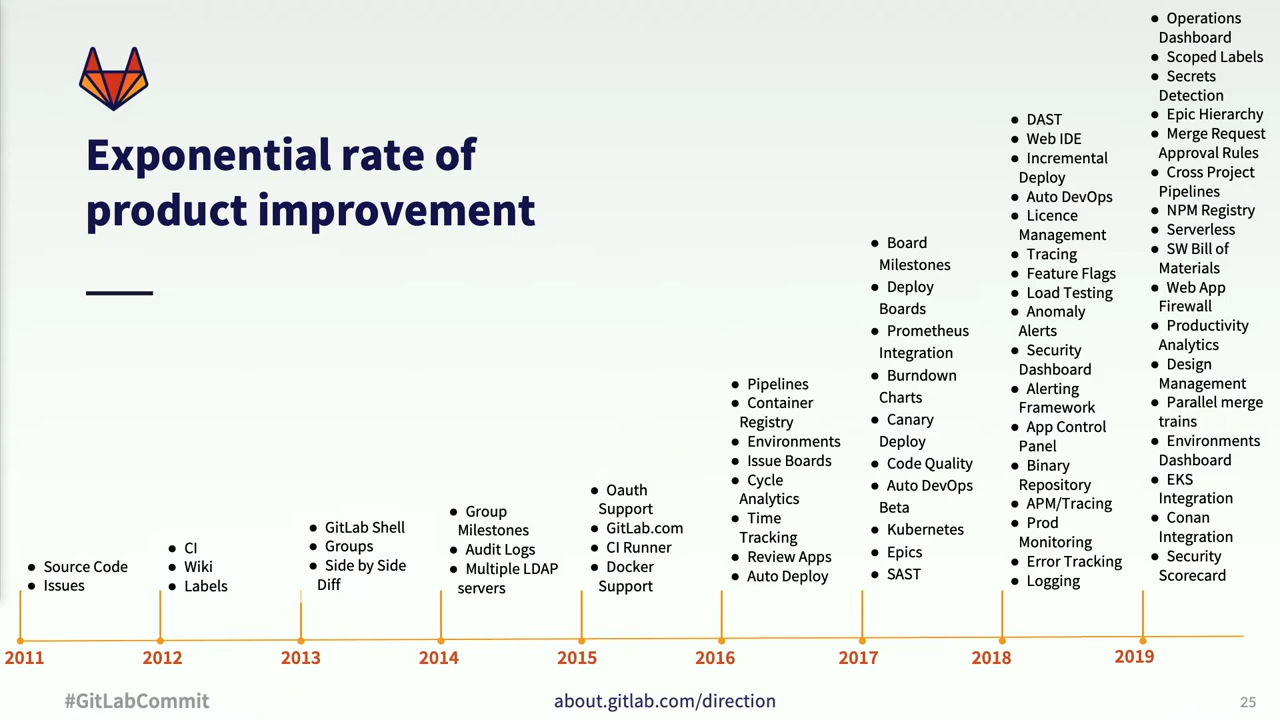 Exponential rate of
product improvement
● Source Code
● Issues
● CI
● Wiki
● Labels
● GitLab Shell
● Groups
● Side by Side
Diff
● Group
Milestones
● Audit Logs
● Multiple LDAP
servers
● Oauth
Support
● GitLab.com
● CI Runner
● Docker
Support
● Pipelines
● Container
Registry
● Environments
● Issue Boards
● Cycle
Analytics
● Time
Tracking
● Review Apps
● Auto Deploy
● Board
Milestones
● Deploy
Boards
● Prometheus
Integration
● Burndown
Charts
● Canary
Deploy
● Code Quality
● Auto DevOps
Beta
● Kubernetes
● Epics
● SAST
● DAST
● Web IDE
● Incremental
Deploy
● Auto DevOps
● Licence
Management
● Tracing
● Feature Flags
● Load Testing
● Anomaly
Alerts
● Security
Dashboard
● Alerting
Framework
● App Control
Panel
● Binary
Repository
● APM/Tracing
● Prod
Monitoring
● Error Tracking
● Logging
● Operations
Dashboard
● Scoped Labels
● Secrets
Detection
● Epic Hierarchy
● Merge Request
Approval Rules
● Cross Project
Pipelines
● NPM Registry
● Serverless
● SW Bill of
Materials
● Web App
Firewall
● Productivity
Analytics
● Design
Management
● Parallel merge
trains
● Environments
Dashboard
● EKS
Integration
● Conan
Integration
● Security
Scorecard
2011 2012 2013 2014 2015 2016 2017 2018 2019
#GitLabCommit
about.gitlab.com/direction
25